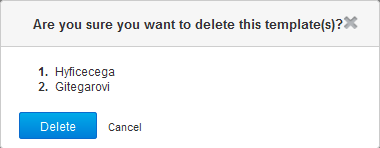 Are you sure you want to delete this template(s)?
1. Hyficecega
2. Gitegarovi
Delete Cancel